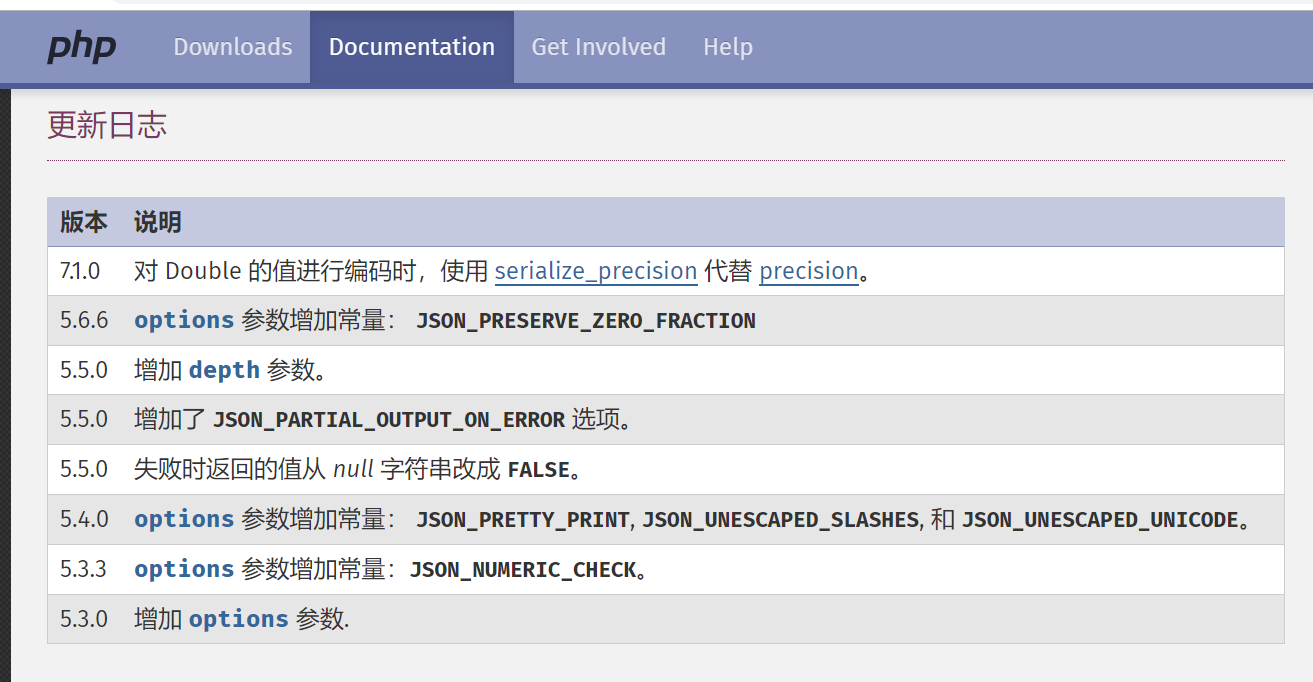 php Downloads Documentation Get Involved Help
更新日志
版本 说明
7.1.0 对 Double 的值进行编码时，使用 serialize_precision 代替 precision。
5.6.6 options 参数增加常量： JSON_PRESERVE_ZERO_FRACTION
5.5.0 增加 depth 参数。
5.5.0 增加了 JSON_PARTIAL_OUTPUT_ON_ERROR 选项。
5.5.0 失败时返回的值从 null 字符串改成 FALSE。
5.4.0 options 参数增加常量： JSON_PRETTY_PRINT, JSON_UNESCAPED_SLASHES, 和 JSON_UNESCAPED_UNICODE。
5.3.3 options 参数增加常量：JSON_NUMERIC_CHECK。
5.3.0 增加 options 参数.